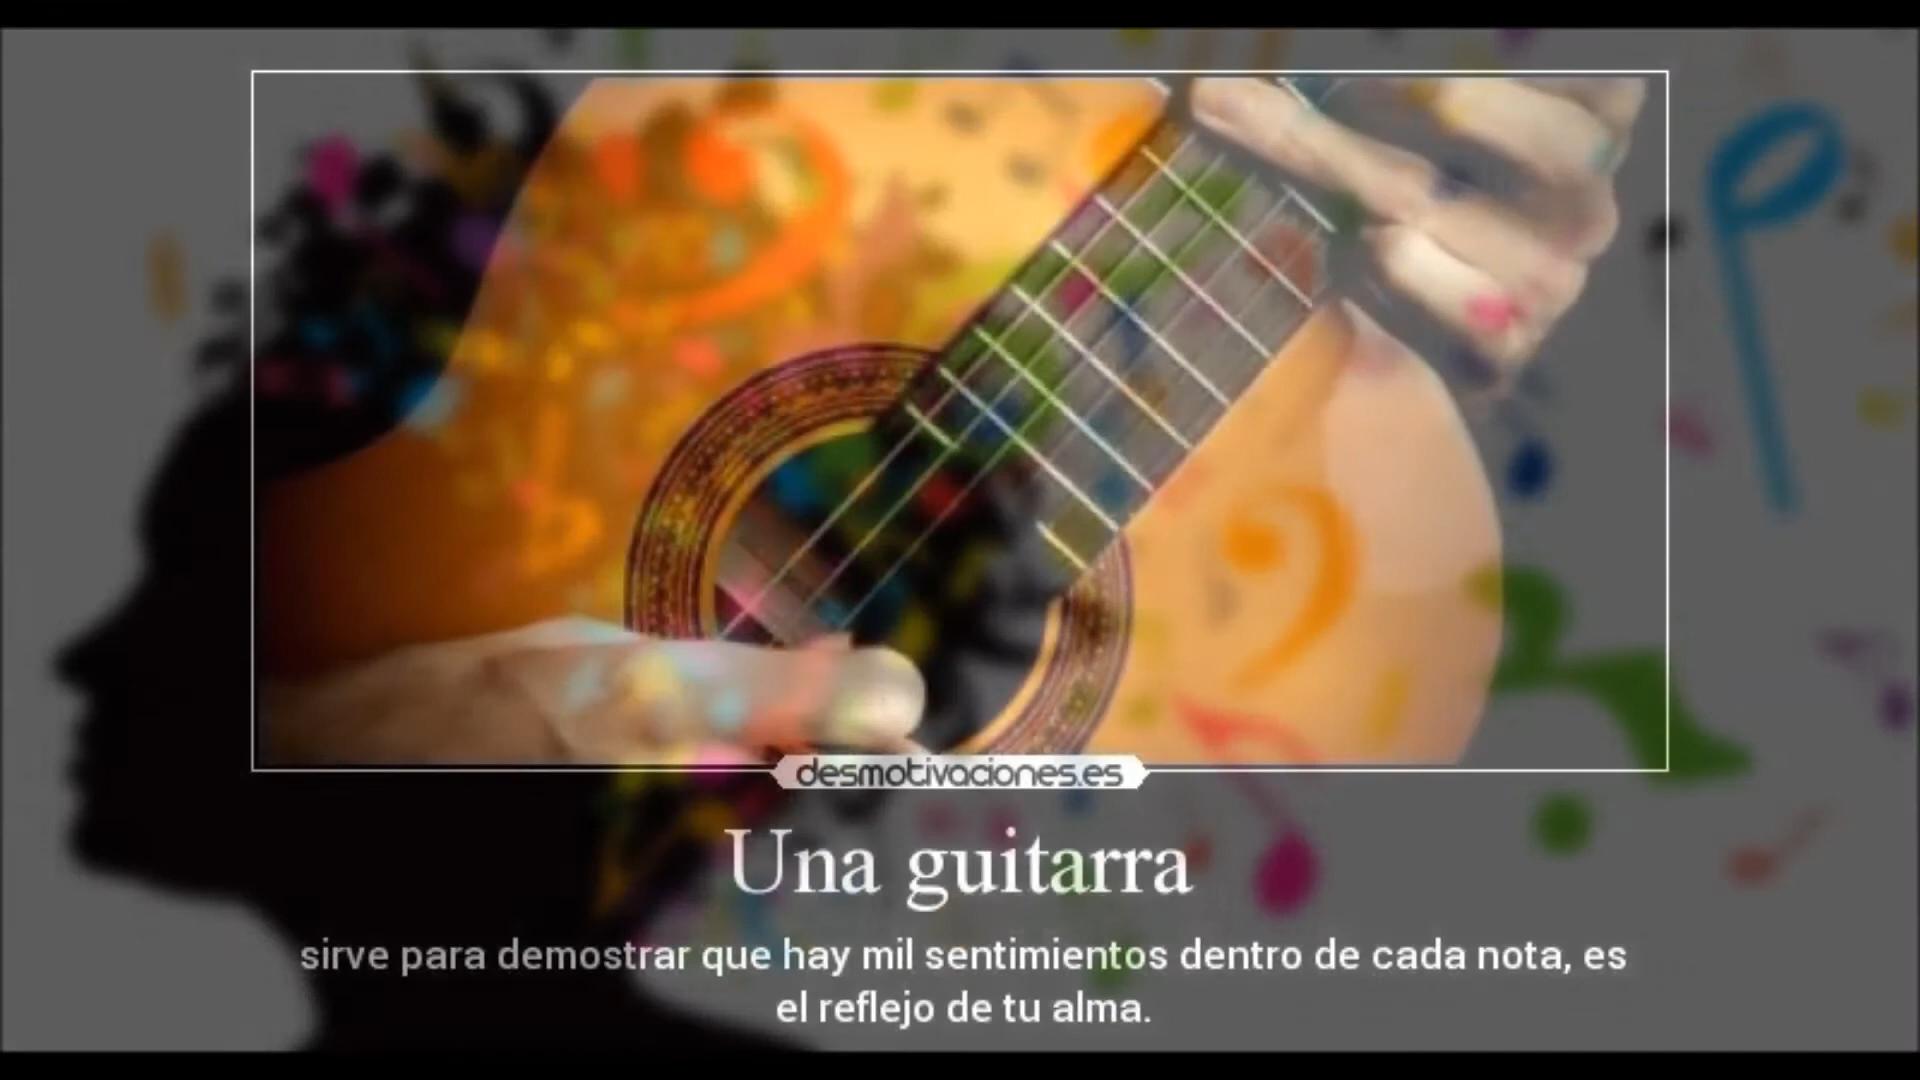 desmotivaciones.es
Una guitarra
sirve para demostrar que hay mil sentimientos dentro de cada nota, es
el reflejo de tu alma.